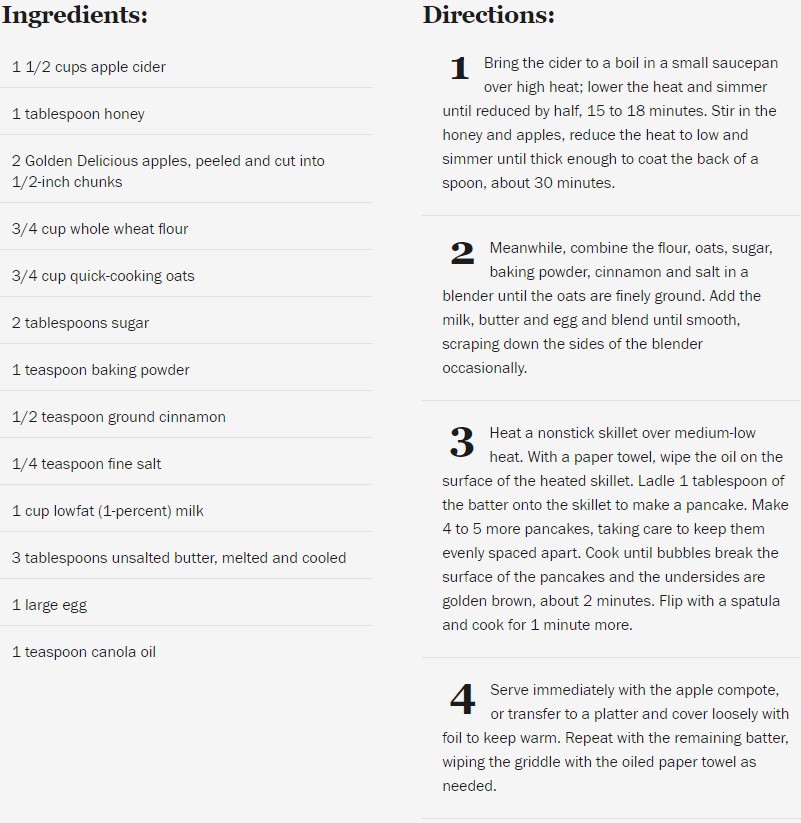 Ingredients:
1 1/2 cups apple cider
1 tablespoon honey
2 Golden Delicious apples, peeled and cut into
1/2-inch chunks
3/4 cup whole wheat flour
3/4 cup quick-cooking oats
2 tablespoons sugar
1 teaspoon baking powder
1/2 teaspoon ground cinnamon
1/4 teaspoon fine salt
1 cup lowfat (1-percent) milk
3 tablespoons unsalted butter, melted and cooled
1 large egg
1 teaspoon canola oil
Directions:
1 Bring the cider to a boil in a small saucepan
over high heat; lower the heat and simmer
until reduced by half, 15 to 18 minutes. Stir in the
honey and apples, reduce the heat to low and
simmer until thick enough to coat the back of a
spoon, about 30 minutes.
2 Meanwhile, combine the flour, oats, sugar,
baking powder, cinnamon and salt in a
blender until the oats are finely ground. Add the
milk, butter and egg and blend until smooth,
scraping down the sides of the blender
occasionally.
3 Heat a nonstick skillet over medium-low
heat. With a paper towel, wipe the oil on the
surface of the heated skillet. Ladle 1 tablespoon of
the batter onto the skillet to make a pancake. Make
4 to 5 more pancakes, taking care to keep them
evenly spaced apart. Cook until bubbles break the
surface of the pancakes and the undersides are
golden brown, about 2 minutes. Flip with a spatula
and cook for 1 minute more.
4 Serve immediately with the apple compote,
or transfer to a platter and cover loosely with
foil to keep warm. Repeat with the remaining batter,
wiping the griddle with the oiled paper towel as
needed.